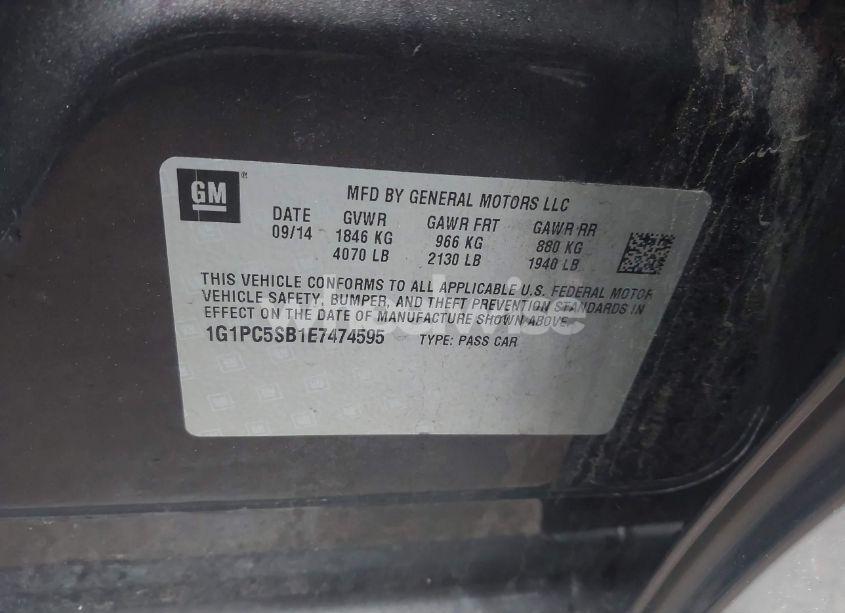 GM ®
MFD BY GENERAL MOTORS LLC
DATE GVWR GAWR FRT GAWR RR
09/14 1846 KG 966 KG 880 KG
4070 LB 2130 LB 1940 LB
THIS VEHICLE CONFORMS TO ALL APPLICABLE U.S. FEDERAL MOTOR
VEHICLE SAFETY, BUMPER, AND THEFT PREVENTION STANDARDS IN
EFFECT ON THE DATE OF MANUFACTURE SHOWN ABOVE.
1G1PC5SB1E7474595 TYPE: PASS CAR